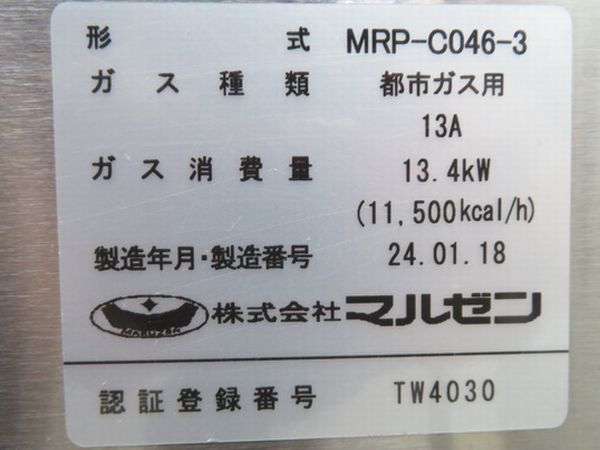 形式 MRP-C046-3
ガス種類 都市ガス用
13A
ガス消費量 13.4kW
(11,500kcal/h)
製造年月・製造番号 24.01.18
MARUZEN 株式会社 マルゼン
認証登録番号 TW4030